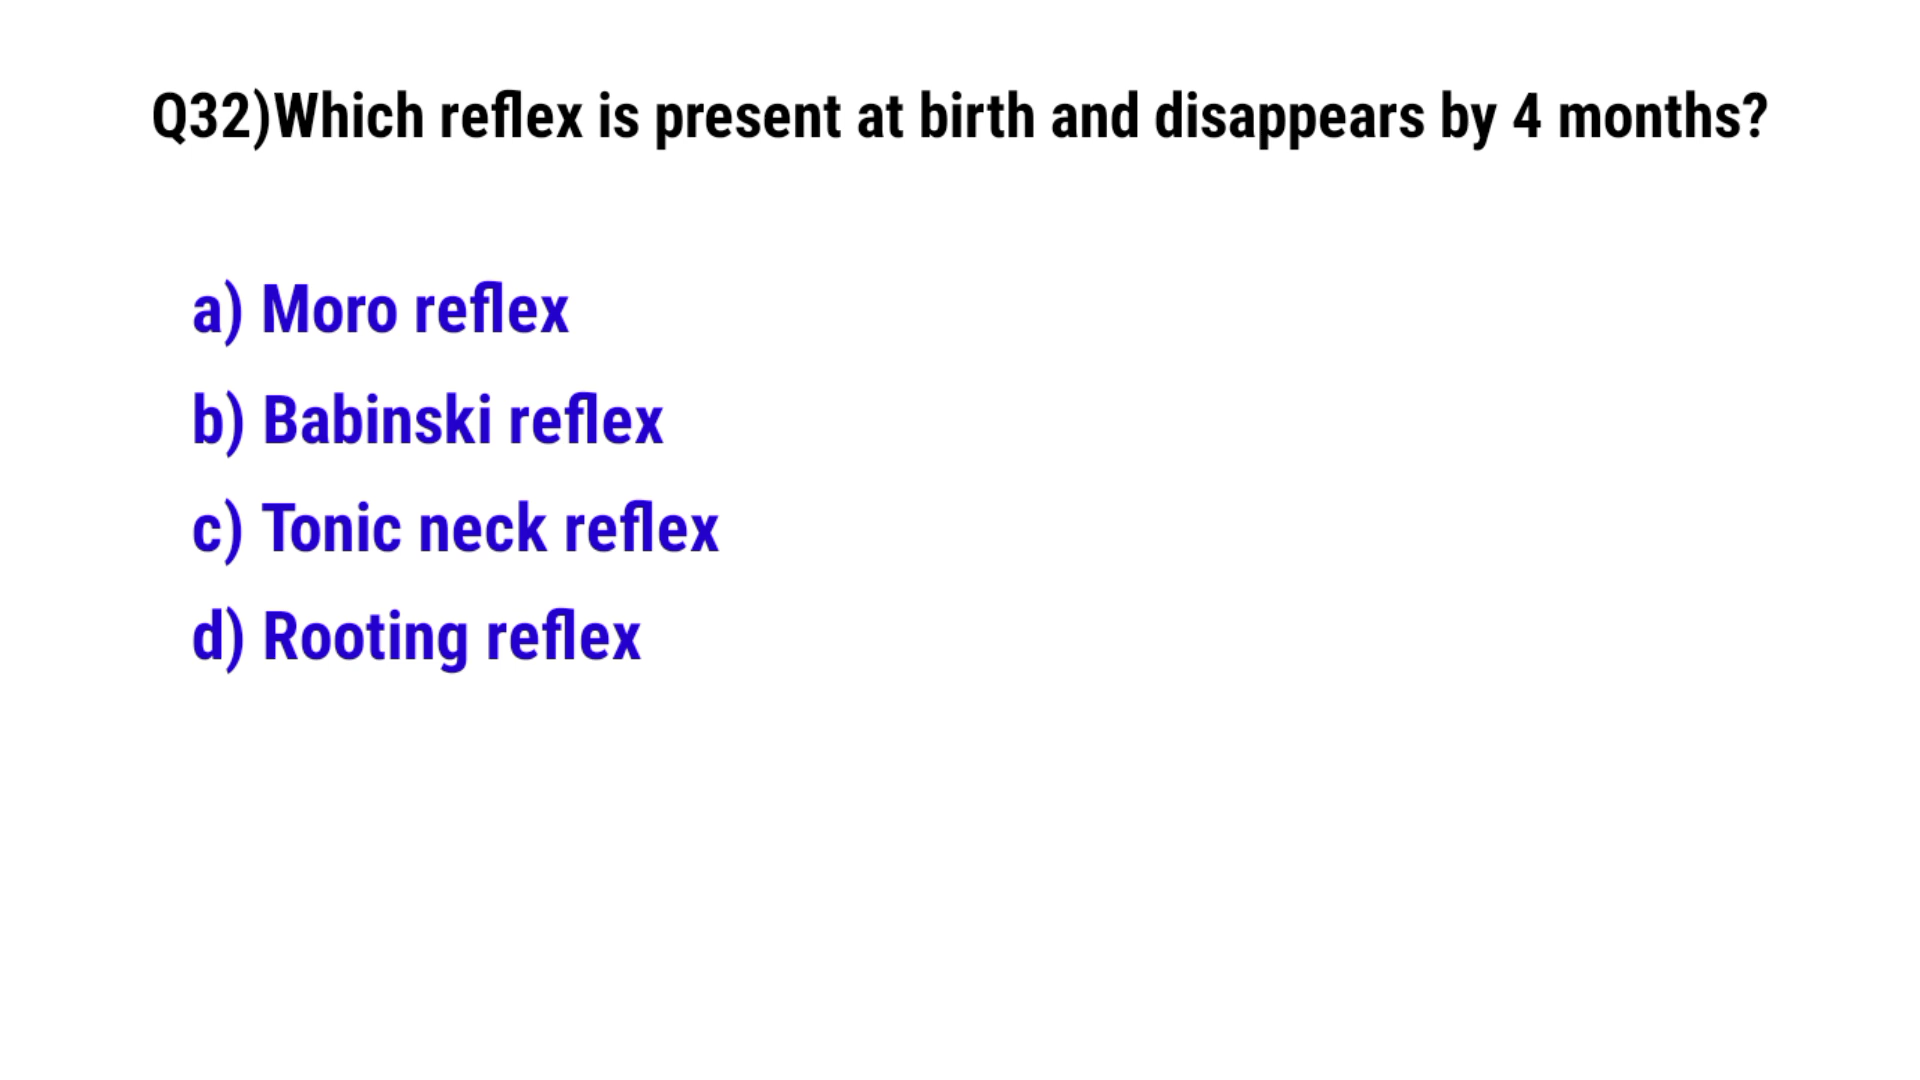 Q32)Which reflex is present at birth and disappears by 4 months?
a) Moro reflex
b) Babinski reflex
c) Tonic neck reflex
d) Rooting reflex